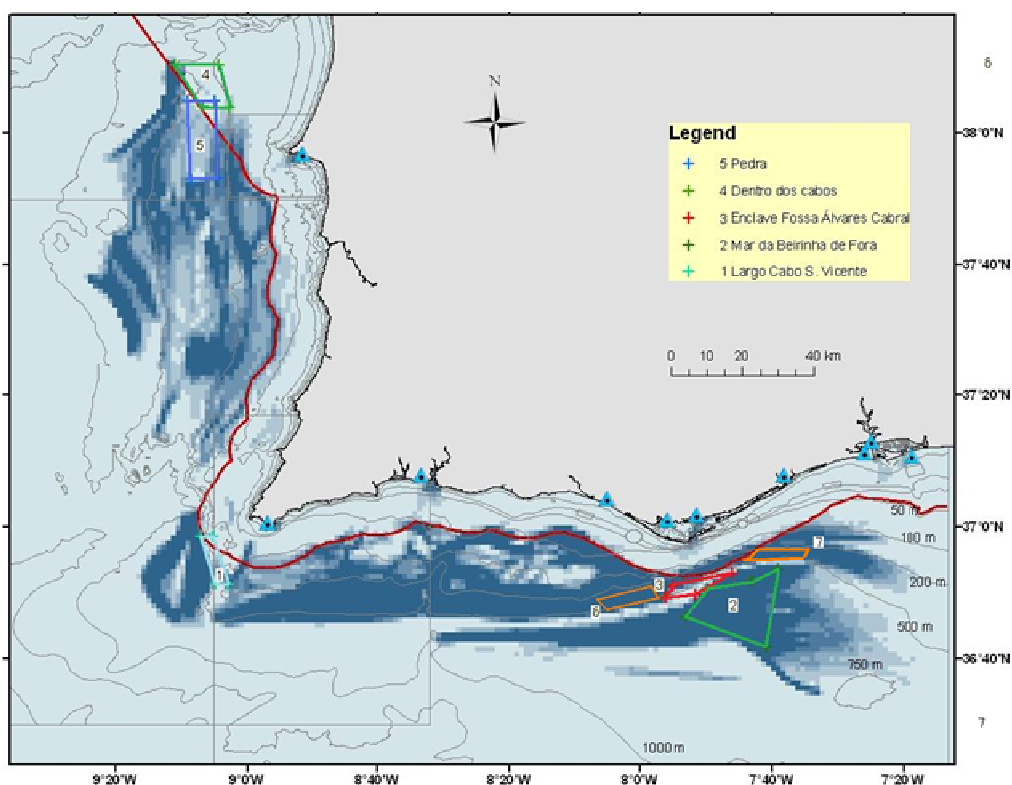 6
4
N
38°0'N
Legend
5
5 Pedra
4 Dentro dos cabos
3 Enclave Fossa Álvares Cabral
2 Mar da Beirinha de Fora
1 Largo Cabo S. Vicente
37°40'N
0 10 20 40 km
37°20'N
50 m
37°0'N
100 m
7
1
3
200 m
2
6
500 m
36°40'N
750 m
7
1000 m
9°20'W 9°0'W 8°40'W 8°20'W 8°0'W 7°40'W 7°20'W